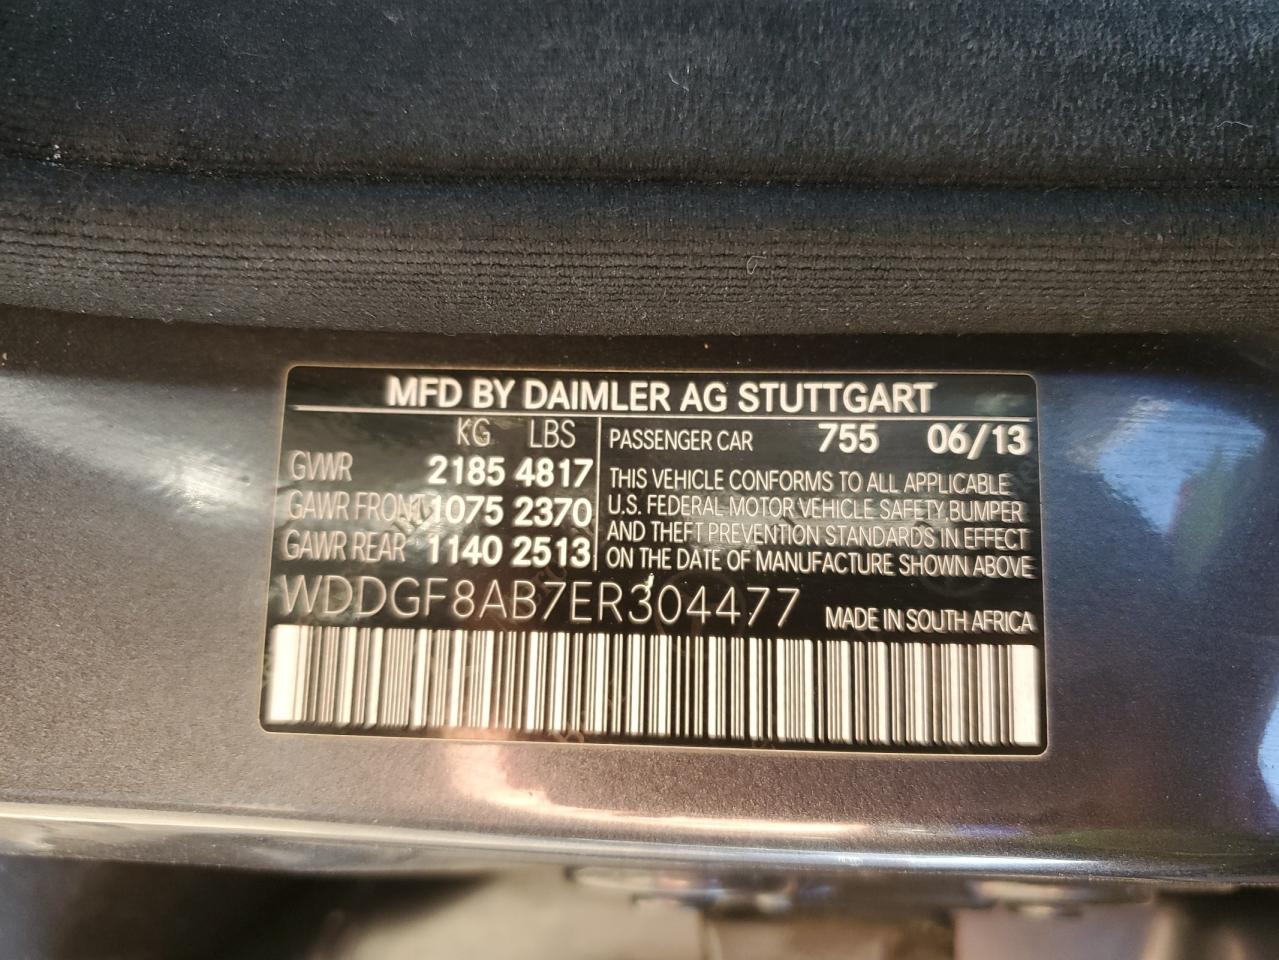 MFD BY DAIMLER AG STUTTGART
KG LBS
GVWR 2185 4817
GAWR FRONT 1075 2370
GAWR REAR 1140 2513
PASSENGER CAR 755 06/13
THIS VEHICLE CONFORMS TO ALL APPLICABLE
U.S. FEDERAL MOTOR VEHICLE SAFETY, BUMPER
AND THEFT PREVENTION STANDARDS IN EFFECT
ON THE DATE OF MANUFACTURE SHOWN ABOVE
WDDGF8AB7ER304477 MADE IN SOUTH AFRICA